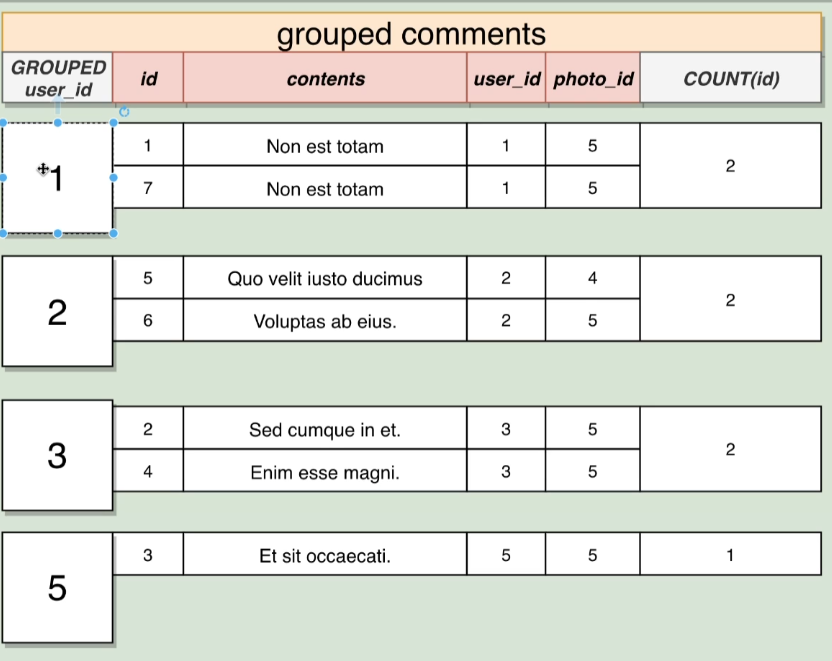 grouped comments
GROUPED user_id id contents user_id photo_id COUNT(id)
1 1 Non est totam 1 5 2
7 Non est totam 1 5
2 5 Quo velit iusto ducimus 2 4 2
6 Voluptas ab eius. 2 5
3 2 Sed cumque in et. 3 5 2
4 Enim esse magni. 3 5
5 3 Et sit occaecati. 5 5 1